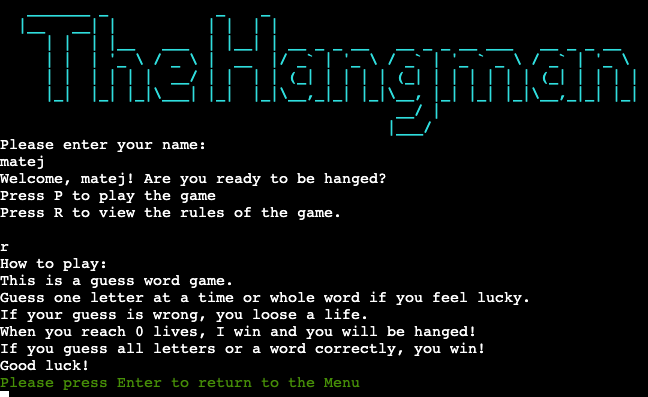 The Hangman
Please enter your name:
matej
Welcome, matej! Are you ready to be hanged?
Press P to play the game
Press R to view the rules of the game.
r
How to play:
This is a guess word game.
Guess one letter at a time or whole word if you feel lucky.
If your guess is wrong, you loose a life.
When you reach 0 lives, I win and you will be hanged!
If you guess all letters or a word correctly, you win!
Good luck!
Please press Enter to return to the Menu